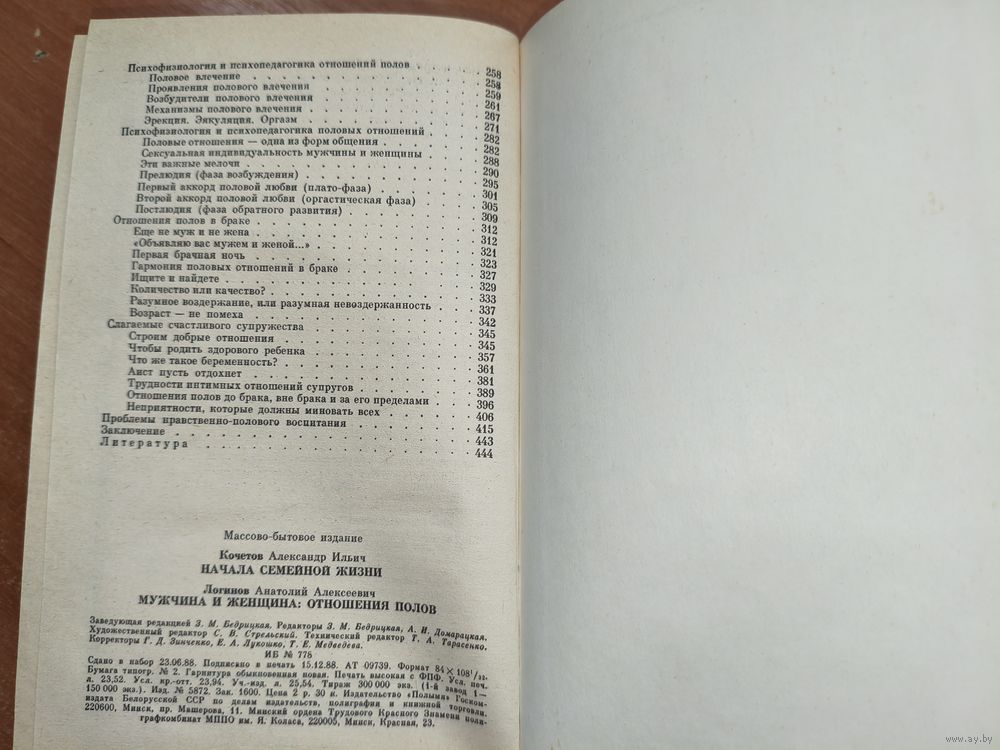 Психофизиология и психопедагогика отношений полов . . . 258
Половое влечение . . . 258
Проявления полового влечения . . . 259
Возбудители полового влечения . . . 261
Механизмы полового влечения . . . 267
Эрекция. Эякуляция. Оргазм . . . 271
Психофизиология и психопедагогика половых отношений . . . 282
Половые отношения — одна из форм общения . . . 282
Сексуальная индивидуальность мужчины и женщины . . . 288
Эти важные мелочи . . . 290
Прелюдия (фаза возбуждения) . . . 295
Первый аккорд половой любви (плато-фаза) . . . 301
Второй аккорд половой любви (оргастическая фаза) . . . 305
Постлюдия (фаза обратного развития) . . . 309
Отношения полов в браке . . . 312
Еще не муж и не жена . . . 312
«Объявляю вас мужем и женой...» . . . 321
Первая брачная ночь . . . 323
Гармония половых отношений в браке . . . 327
Ищите и найдете . . . 329
Количество или качество? . . . 333
Разумное воздержание, или разумная невоздержанность . . . 337
Возраст — не помеха . . . 342
Слагаемые счастливого супружества . . . 345
Строим добрые отношения . . . 345
Чтобы родить здорового ребенка . . . 357
Что же такое беременность? . . . 361
Аист пусть отдохнет . . . 381
Трудности интимных отношений супругов . . . 389
Отношения полов до брака, вне брака и за его пределами . . . 396
Неприятности, которые должны миновать всех . . . 406
Проблемы нравственно-полового воспитания . . . 415
Заключение . . . 443
Литература . . . 444
Массово-бытовое издание
Кочетов Александр Ильич
НАЧАЛА СЕМЕЙНОЙ ЖИЗНИ
Логинов Анатолий Алексеевич
МУЖЧИНА И ЖЕНЩИНА: ОТНОШЕНИЯ ПОЛОВ
Заведующая редакцией З. М. Бедрицкая. Редакторы З. М. Бедрицкая, А. Н. Домарацкая.
Художественный редактор С. В. Стрельский. Технический редактор Т. А. Тарасенко.
Корректоры Г. Д. Зинченко, Е. А. Лукошко, Т. Е. Медведева.
ИБ № 778
Сдано в набор 23.06.88. Подписано в печать 15.12.88. АТ 09739. Формат 84×108¹/₃₂.
Бумага типогр. № 2. Гарнитура обыкновенная новая. Печать высокая с ФПФ. Усл. печ.
л. 23,52. Усл. кр.-отт. 23,94. Уч.-изд. л. 25,54. Тираж 300 000 экз. (1-й завод 1—
150 000 экз.). Изд. № 5872. Зак. 1600. Цена 2 р. 30 к. Издательство «Полымя» Госком-
издата Белорусской ССР по делам издательств, полиграфии и книжной торговли.
220600, Минск, пр. Машерова, 11. Минский ордена Трудового Красного Знамени поли-
графкомбинат МППО им. Я. Коласа, 220005, Минск, Красная, 23.
www.ay.by